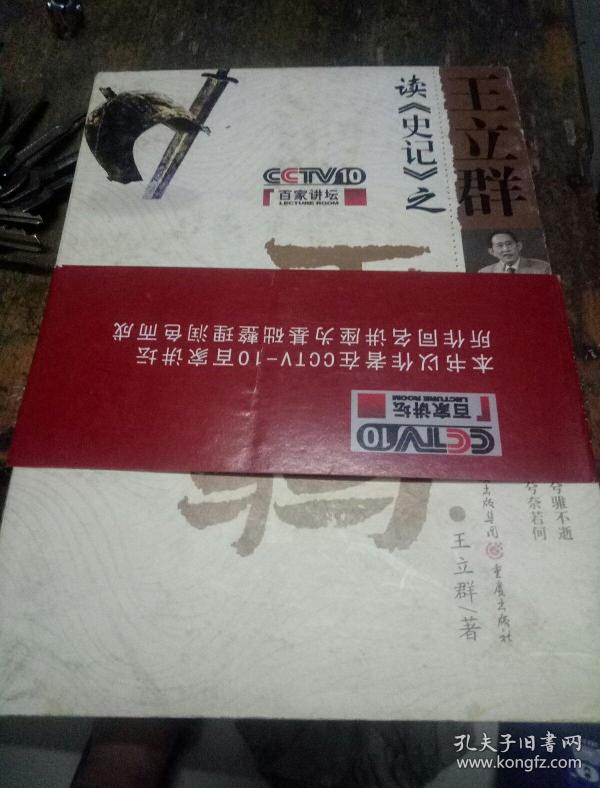 王立群
读《史记》之
CCTV10
百家讲坛
LECTURE ROOM
本书以作者在CCTV-10百家讲坛
所作同名讲座为基础整理润色而成
CCTV10
百家讲坛
LECTURE ROOM
兮骓不逝
兮奈若何
出版集团 重庆出版社
王立群/著
孔夫子旧书网
www.kongfz.com